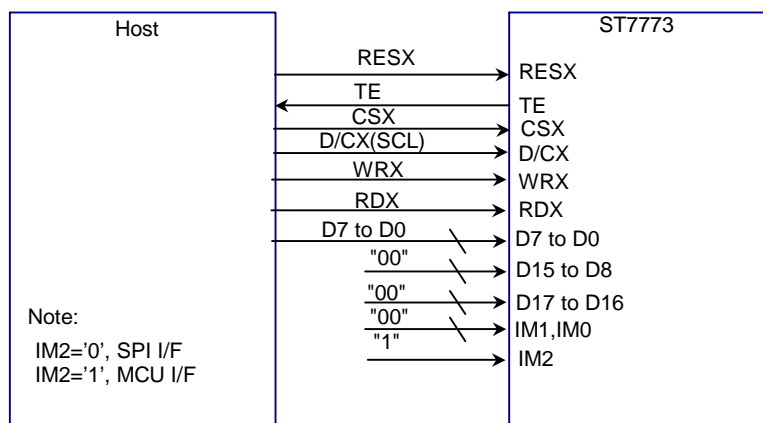 Host
ST7773
RESX
RESX
TE
TE
CSX
CSX
D/CX(SCL)
D/CX
WRX
WRX
RDX
RDX
D7 to D0
D7 to D0
"00"
D15 to D8
"00"
D17 to D16
"00"
IM1,IM0
"1"
IM2
Note:
IM2='0', SPI I/F
IM2='1', MCU I/F